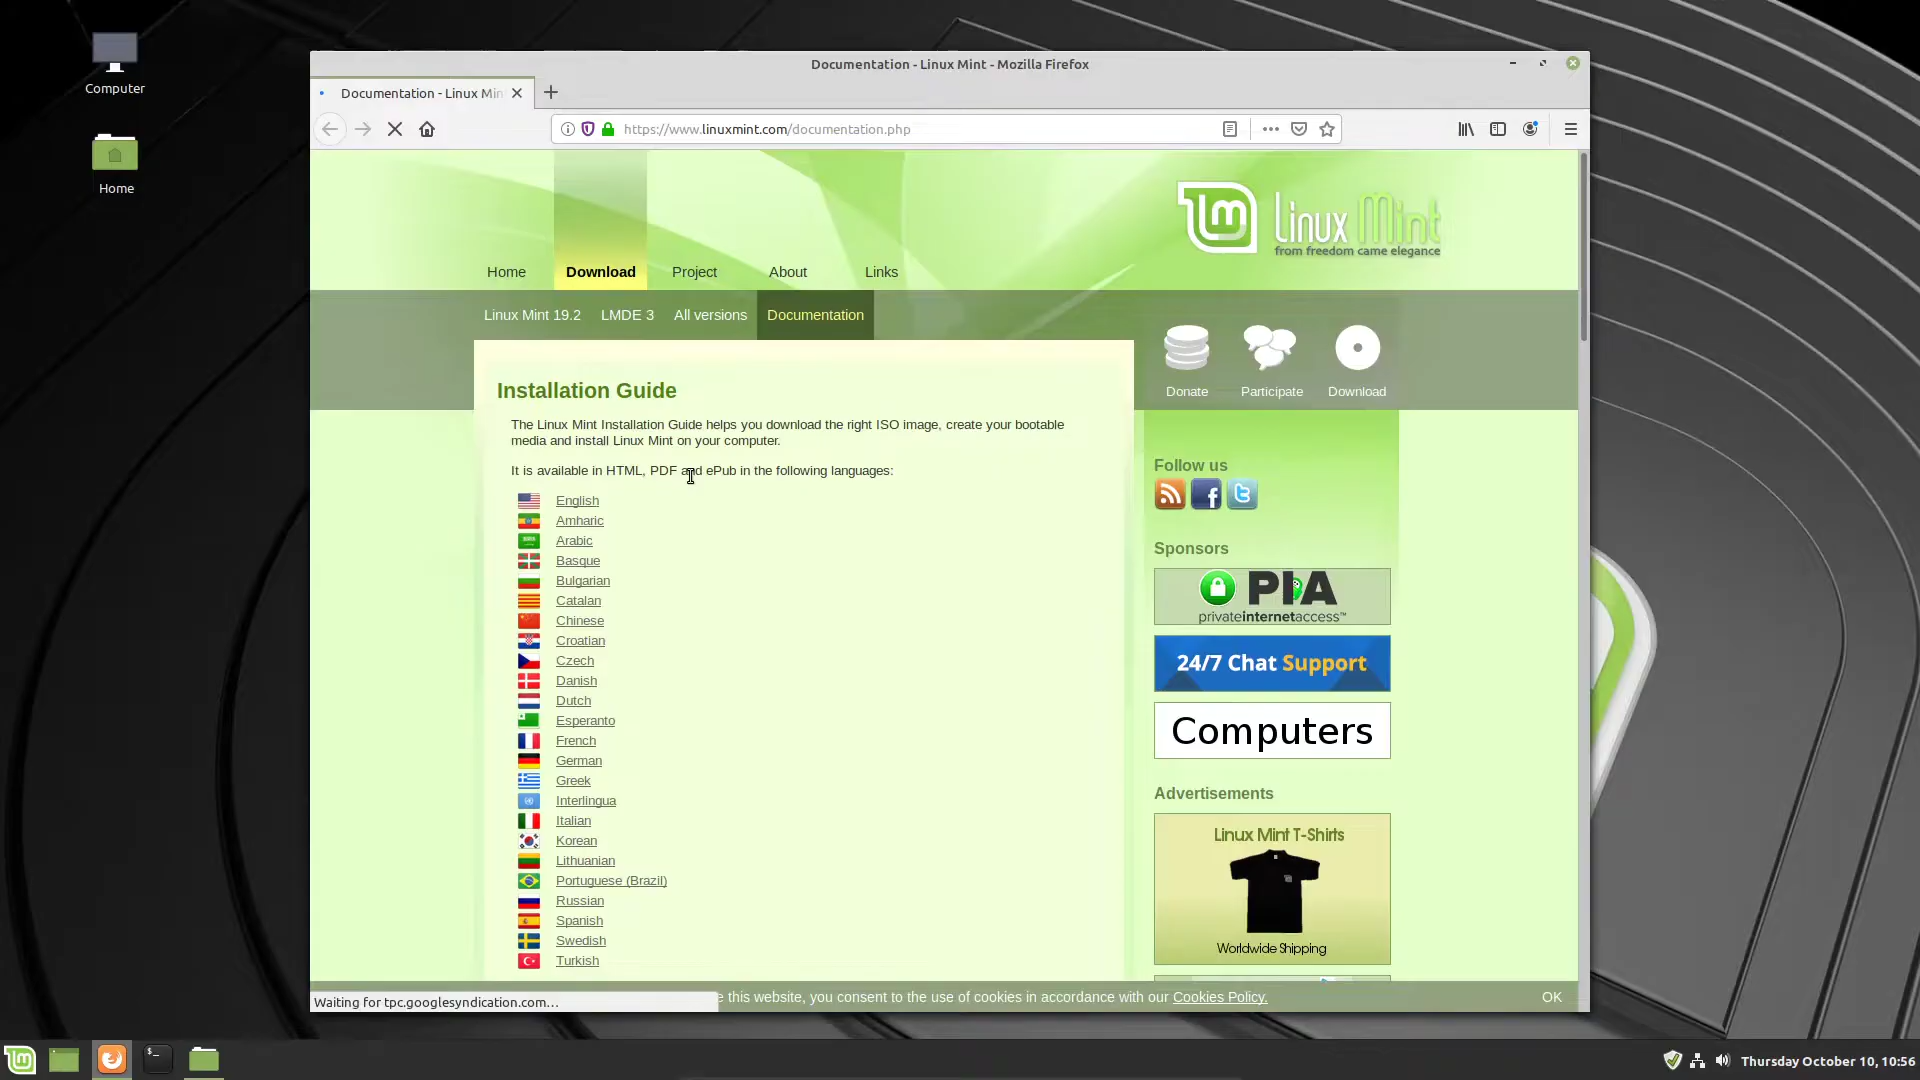 Computer
Home
Documentation - Linux Mint - Mozilla Firefox
Documentation - Linux Min
https://www.linuxmint.com/documentation.php
lm Linux Mint
from freedom came elegance
Home Download Project About Links
Linux Mint 19.2 LMDE 3 All versions Documentation
Donate Participate Download
Installation Guide
The Linux Mint Installation Guide helps you download the right ISO image, create your bootable
media and install Linux Mint on your computer.
It is available in HTML, PDF and ePub in the following languages:
English
Amharic
Arabic
Basque
Bulgarian
Catalan
Chinese
Croatian
Czech
Danish
Dutch
Esperanto
French
German
Greek
Interlingua
Italian
Korean
Lithuanian
Portuguese (Brazil)
Russian
Spanish
Swedish
Turkish
Follow us
Sponsors
PIA
privateinternetaccess™
24/7 Chat Support
Computers
Advertisements
Linux Mint T-Shirts
Worldwide Shipping
Waiting for tpc.googlesyndication.com…
this website, you consent to the use of cookies in accordance with our Cookies Policy. OK
Thursday October 10, 10:56